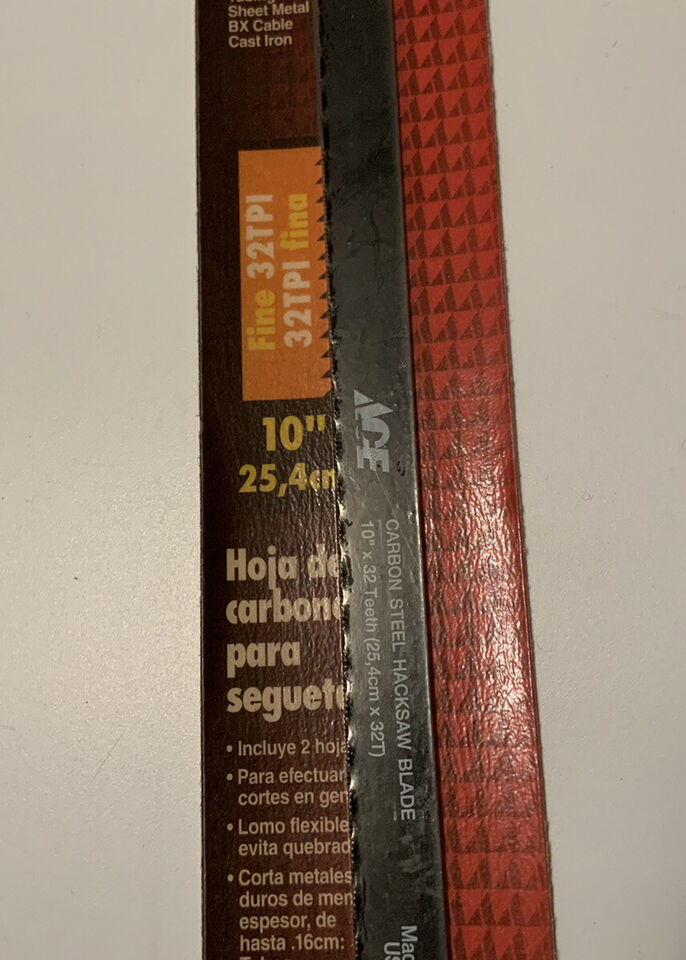 Sheet Metal
BX Cable
Cast Iron
Fine 32TPI
32TPI fina
10"
25,4cm
Hoja de
carbono
para
segueta
• Incluye 2 hoja
• Para efectuar
cortes en gen
• Lomo flexible
evita quebrad
• Corta metales
duros de men
espesor, de
hasta .16cm:
ACE
CARBON STEEL HACKSAW BLADE
10" x 32 Teeth (25,4cm x 32T)
Mad
US